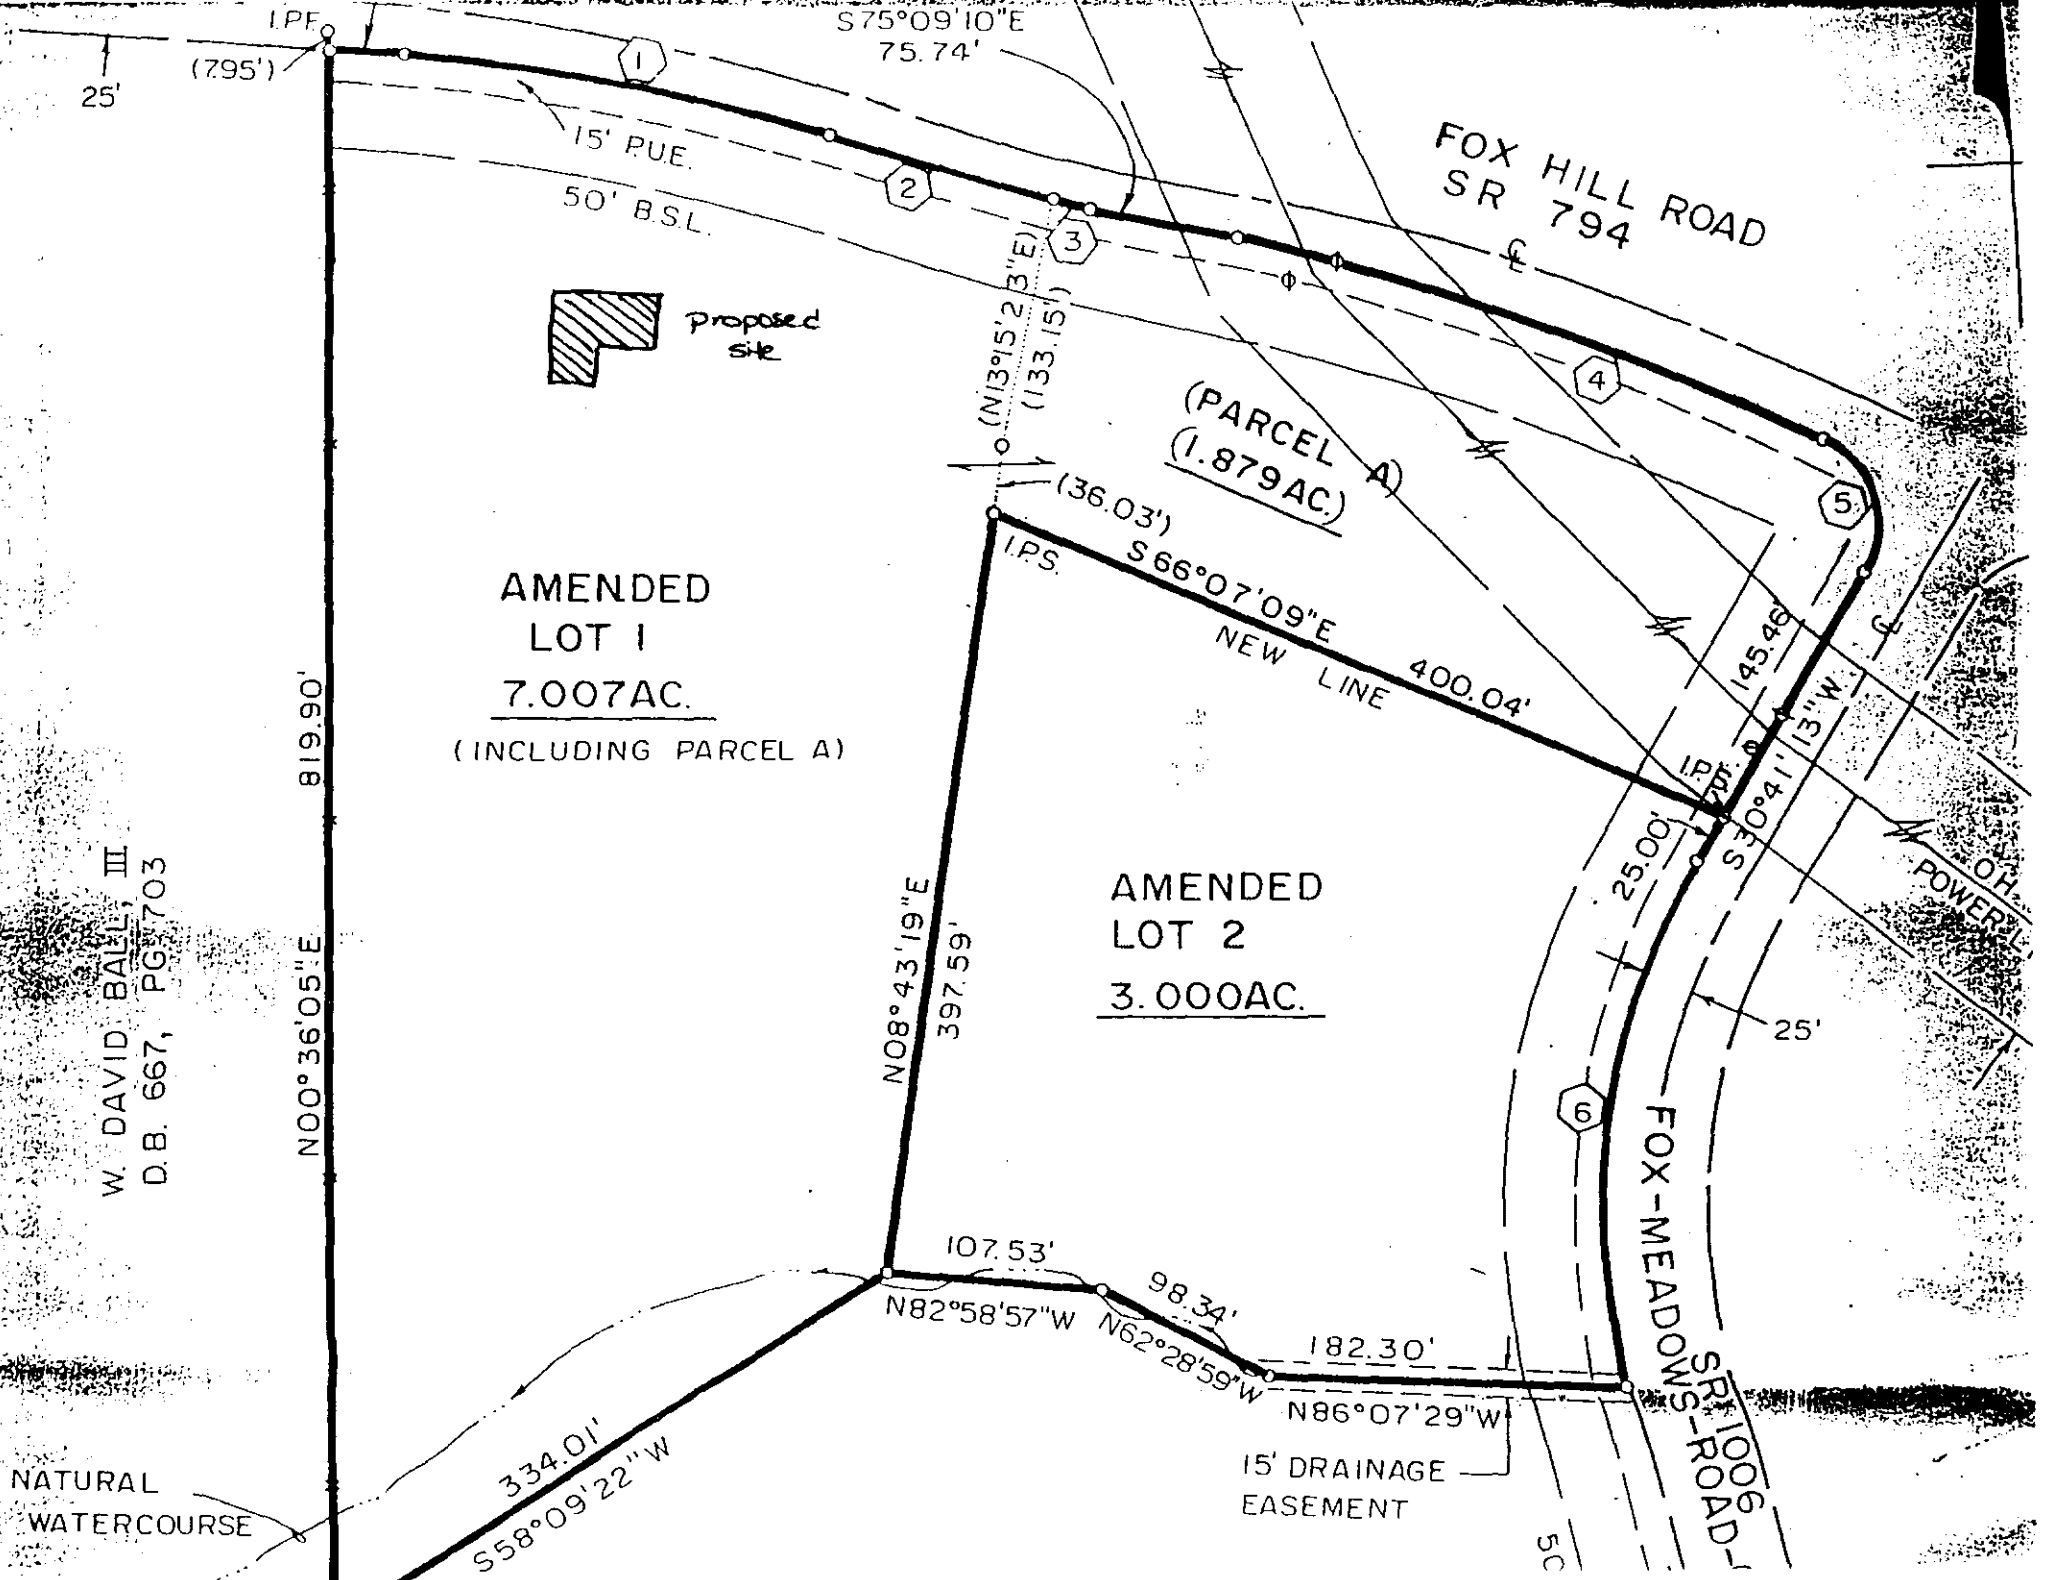 I.P.F.
(7.95')
25'
1
S75°09'10"E
75.74'
15' P.U.E.
50' B.S.L.
2
3
FOX HILL ROAD
SR 794
℄
proposed
site
(N13°15'23"E)
(133.15')
4
(PARCEL A)
(1.879AC.)
5
(36.03')
I.P.S.
S66°07'09"E
NEW LINE
400.04'
AMENDED
LOT 1
7.007AC.
(INCLUDING PARCEL A)
145.46'
℄
S30°41'13"W
I.P.S.
25.00'
O.H.
POWER
819.90'
N00°36'05"E
W. DAVID BALL, III
D.B. 667, PG. 703
N08°43'19"E
397.59'
AMENDED
LOT 2
3.000AC.
25'
6
FOX-MEADOWS-ROAD-
SR 1006
107.53'
N82°58'57"W
98.34'
N62°28'59"W
182.30'
N86°07'29"W
15' DRAINAGE
EASEMENT
334.01'
S58°09'22"W
NATURAL
WATERCOURSE